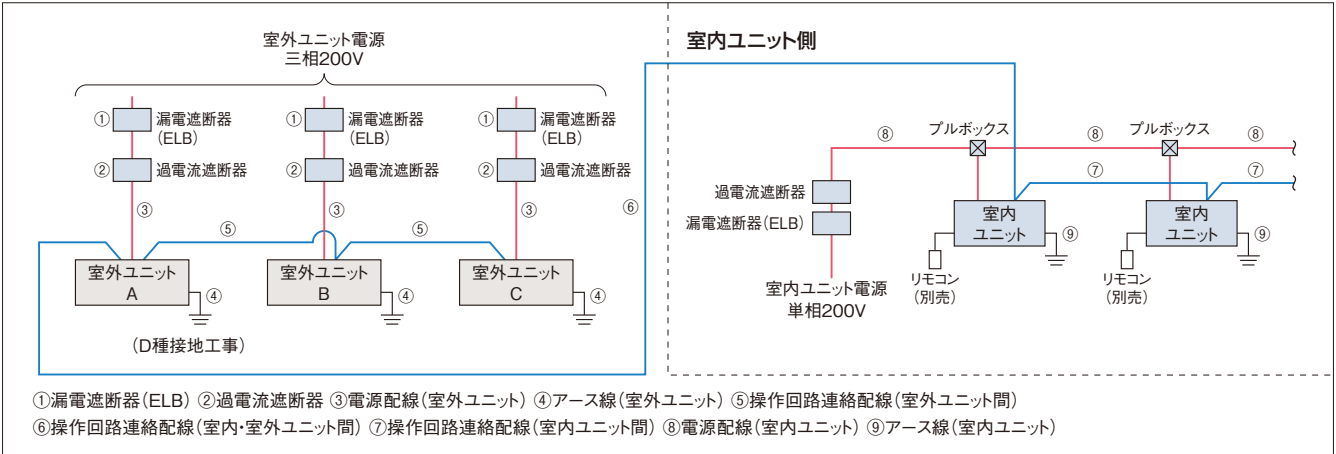 室外ユニット電源
三相200V
① 漏電遮断器
(ELB)
① 漏電遮断器
(ELB)
① 漏電遮断器
(ELB)
② 過電流遮断器
② 過電流遮断器
② 過電流遮断器
③
③
③
⑥
⑤
⑤
室外ユニット
A
④
室外ユニット
B
④
室外ユニット
C
④
(D種接地工事)
室内ユニット側
⑧
プルボックス
⑧
プルボックス
⑧
⑦
⑦
過電流遮断器
漏電遮断器(ELB)
室内ユニット電源
単相200V
室内
ユニット
⑨
リモコン
(別売)
室内
ユニット
⑨
リモコン
(別売)
①漏電遮断器(ELB) ②過電流遮断器 ③電源配線(室外ユニット) ④アース線(室外ユニット) ⑤操作回路連絡配線(室外ユニット間)
⑥操作回路連絡配線(室内・室外ユニット間) ⑦操作回路連絡配線(室内ユニット間) ⑧電源配線(室内ユニット) ⑨アース線(室内ユニット)